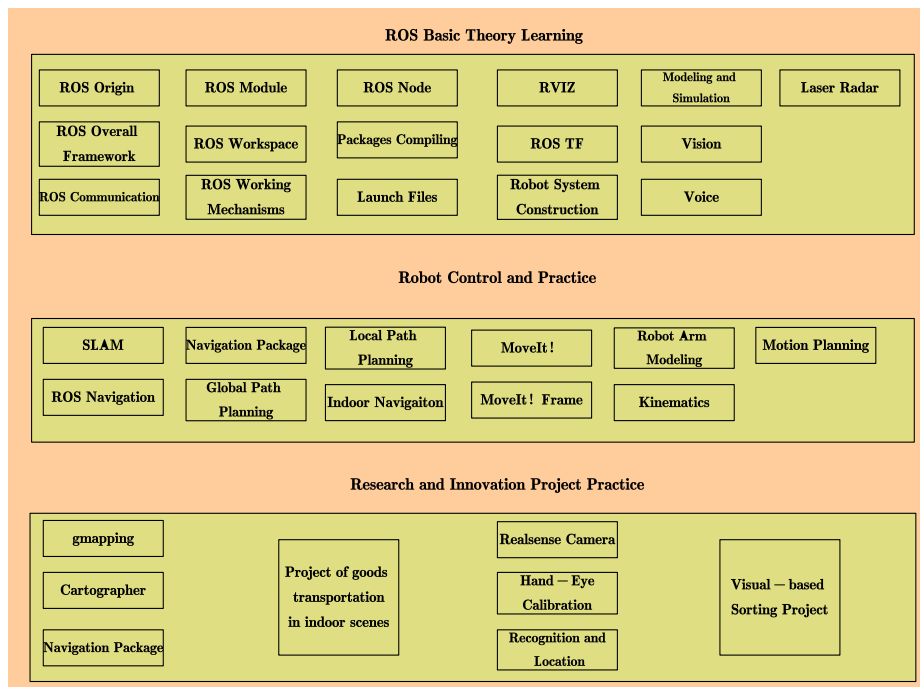 ROS Basic Theory Learning
ROS Origin
ROS Module
ROS Node
RVIZ
Modeling and
Simulation
Laser Radar
ROS Overall
Framework
ROS Workspace
Packages Compiling
ROS TF
Vision
ROS Communication
ROS Working
Mechanisms
Launch Files
Robot System
Construction
Voice
Robot Control and Practice
SLAM
Navigation Package
Local Path
Planning
MoveIt!
Robot Arm
Modeling
Motion Planning
ROS Navigation
Global Path
Planning
Indoor Navigaiton
MoveIt! Frame
Kinematics
Research and Innovation Project Practice
gmapping
Cartographer
Navigation Package
Project of goods
transportation
in indoor scenes
Realsense Camera
Hand — Eye
Calibration
Recognition and
Location
Visual — based
Sorting Project